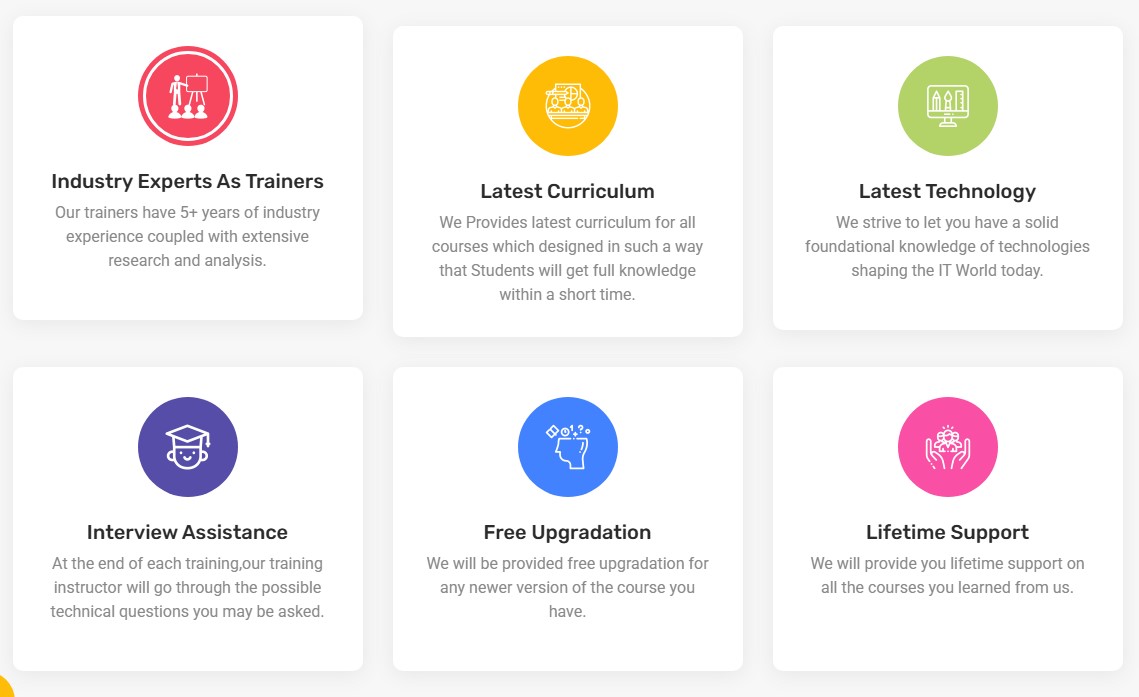 Industry Experts As Trainers
Our trainers have 5+ years of industry
experience coupled with extensive
research and analysis.
Latest Curriculum
We Provides latest curriculum for all
courses which designed in such a way
that Students will get full knowledge
within a short time.
Latest Technology
We strive to let you have a solid
foundational knowledge of technologies
shaping the IT World today.
Interview Assistance
At the end of each training,our training
instructor will go through the possible
technical questions you may be asked.
Free Upgradation
We will be provided free upgradation for
any newer version of the course you
have.
Lifetime Support
We will provide you lifetime support on
all the courses you learned from us.